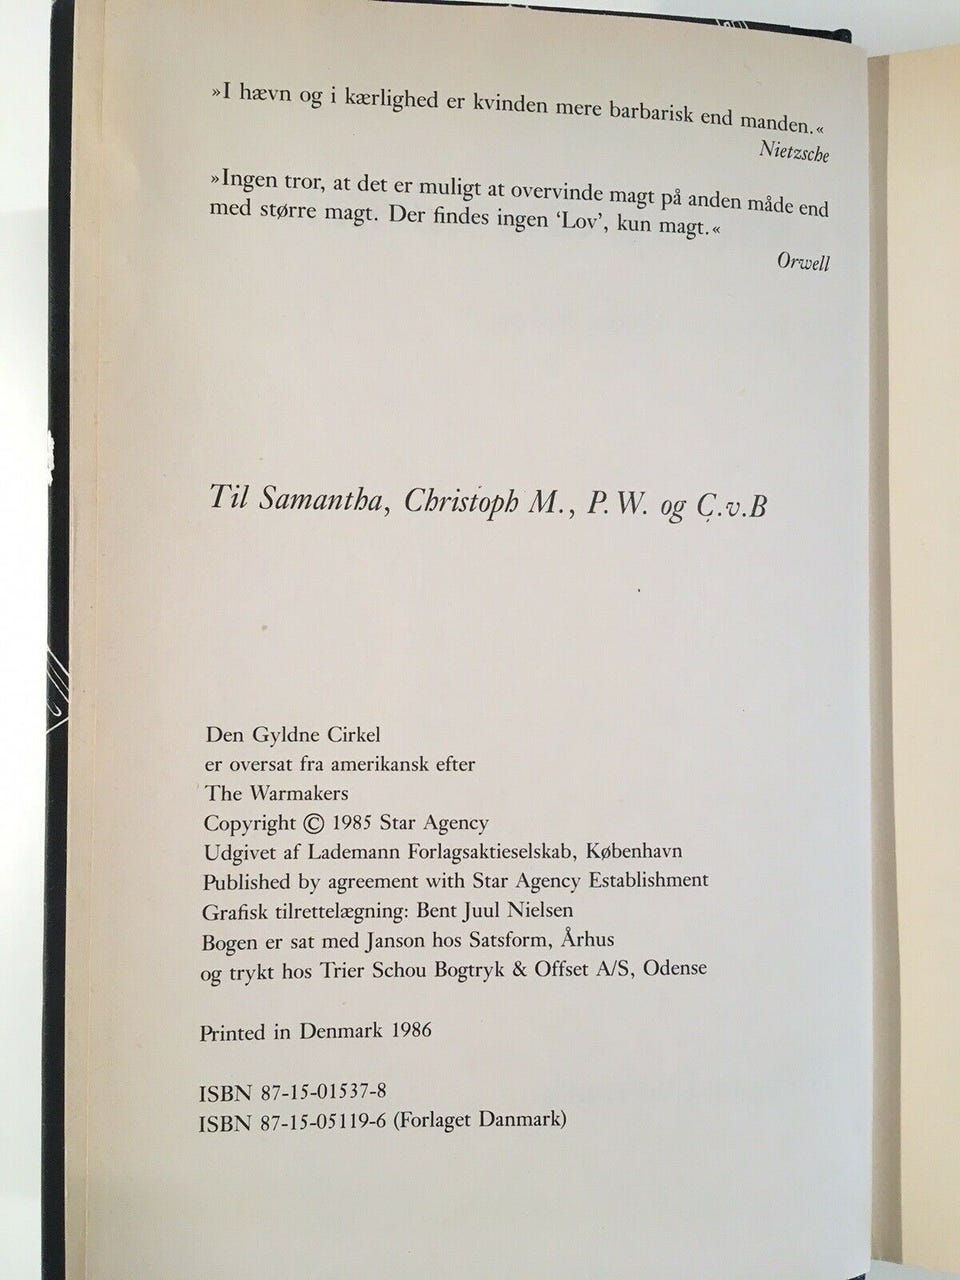 »I hævn og i kærlighed er kvinden mere barbarisk end manden.«
Nietzsche
»Ingen tror, at det er muligt at overvinde magt på anden måde end
med større magt. Der findes ingen ‘Lov’, kun magt.«
Orwell
Til Samantha, Christoph M., P. W. og C.v.B
Den Gyldne Cirkel
er oversat fra amerikansk efter
The Warmakers
Copyright © 1985 Star Agency
Udgivet af Lademann Forlagsaktieselskab, København
Published by agreement with Star Agency Establishment
Grafisk tilrettelægning: Bent Juul Nielsen
Bogen er sat med Janson hos Satsform, Århus
og trykt hos Trier Schou Bogtryk & Offset A/S, Odense
Printed in Denmark 1986
ISBN 87-15-01537-8
ISBN 87-15-05119-6 (Forlaget Danmark)